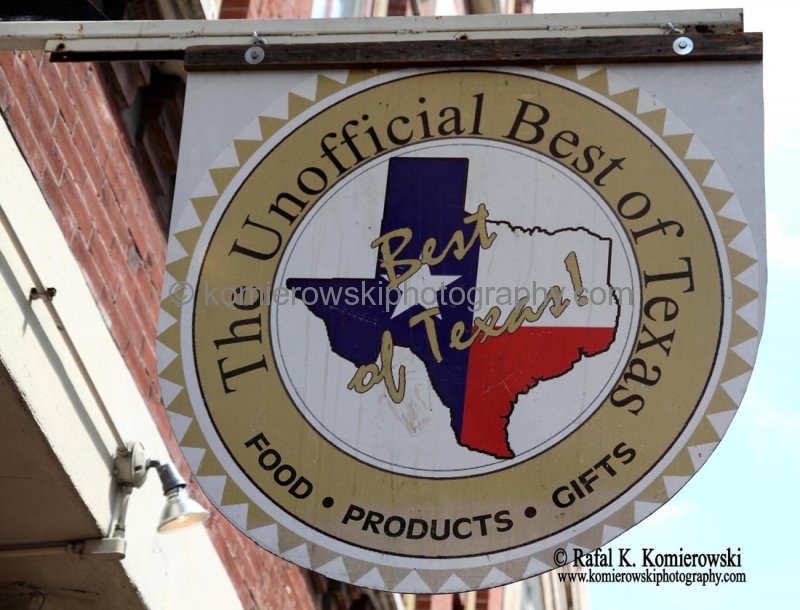 The Unofficial Best of Texas
Best
of Texas!
FOOD • PRODUCTS • GIFTS
© komierowskiphotography.com
© Rafal K. Komierowski
www.komierowskiphotography.com